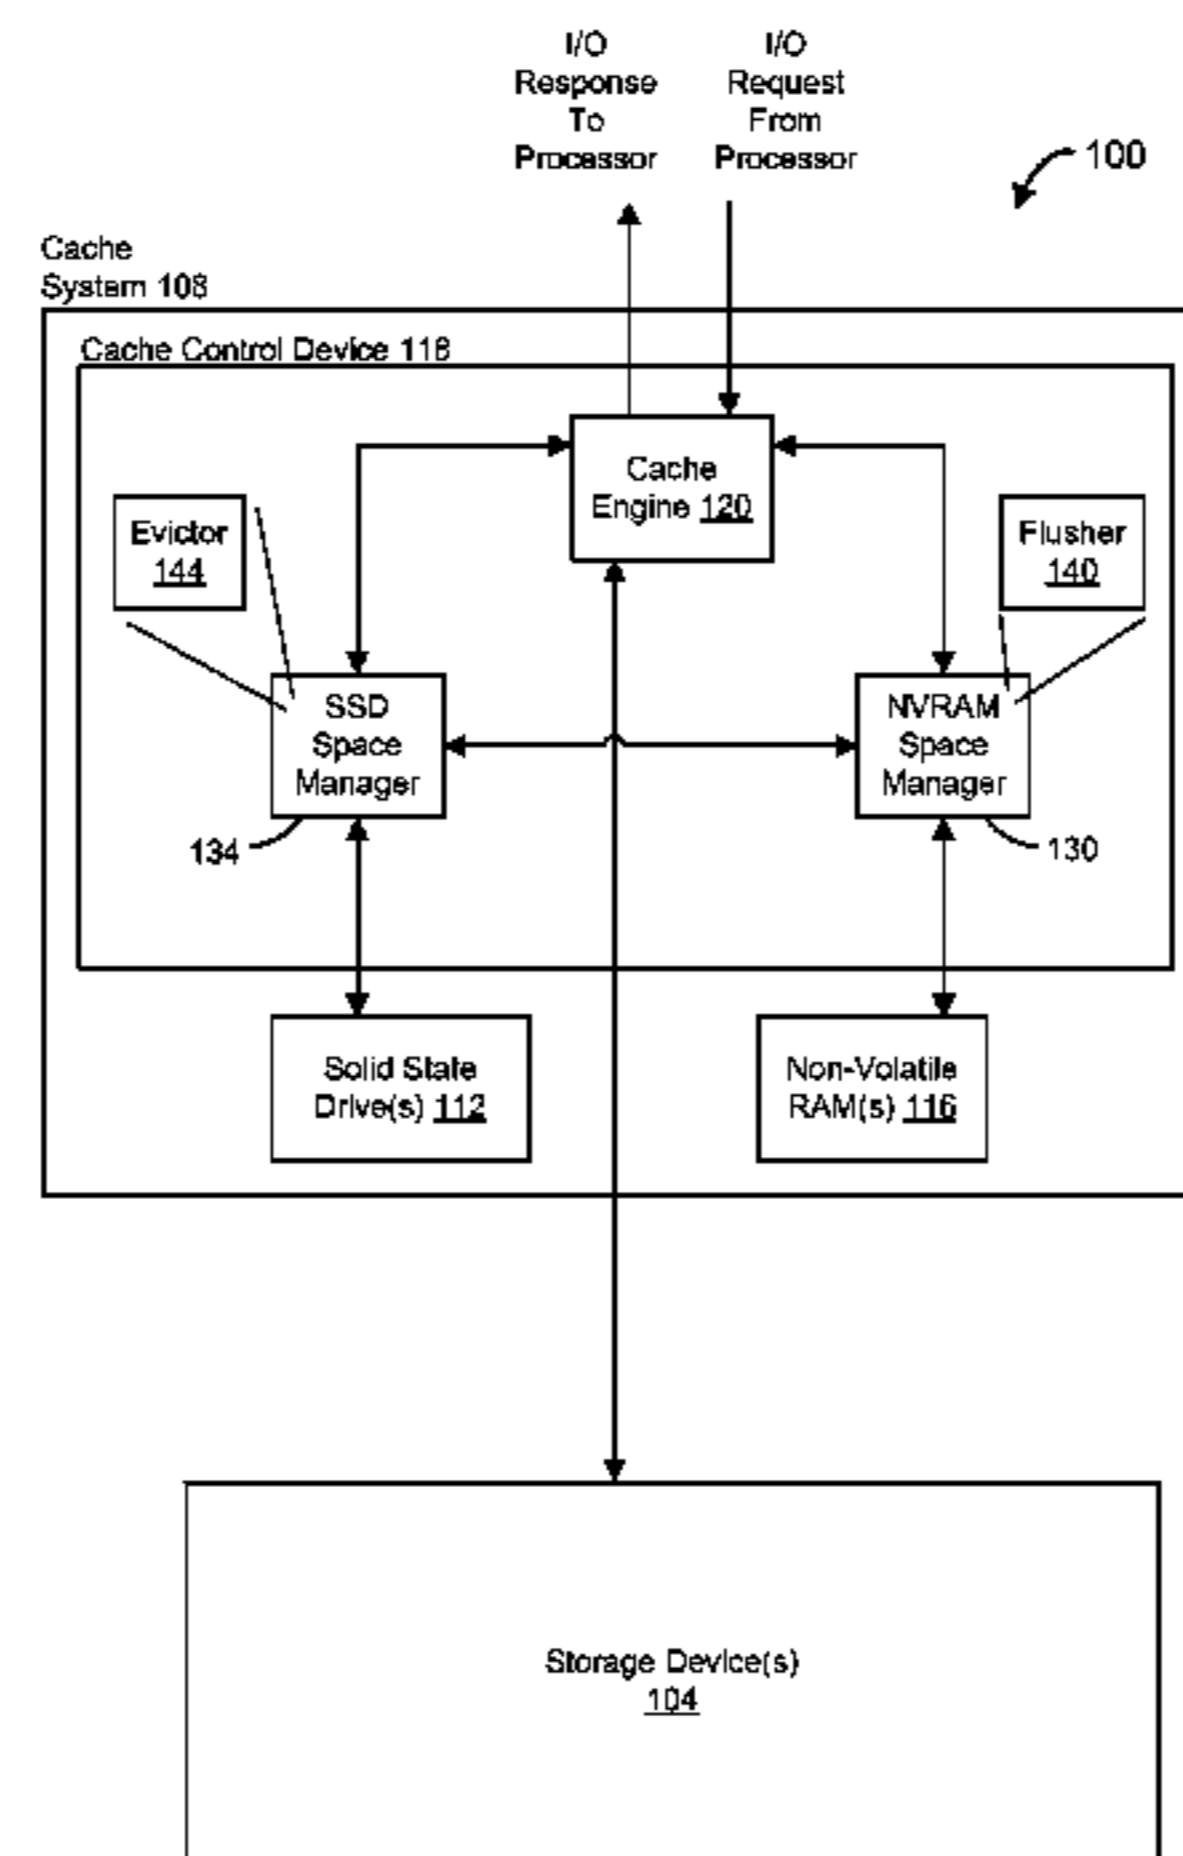 I/O
Response
To
Processor
I/O
Request
From
Processor
100
Cache
System 108
Cache Control Device 118
Cache
Engine 120
Evictor
144
Flusher
140
SSD
Space
Manager
NVRAM
Space
Manager
134
130
Solid State
Drive(s) 112
Non-Volatile
RAM(s) 116
Storage Device(s)
104